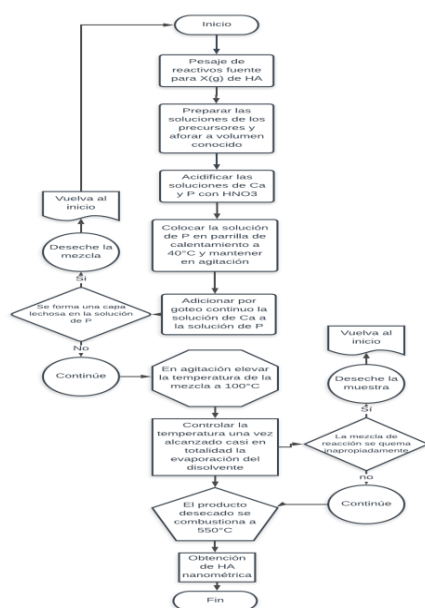 Inicio
Pesaje de
reactivos fuente
para X(g) de HA
Preparar las
soluciones de los
precursores y
aforar a volumen
conocido
Acidificar las
soluciones de Ca
y P con HNO3
Colocar la solución
de P en parrilla de
calentamiento a
40°C y mantener
en agitación
Adicionar por
goteo continuo la
solución de Ca a
la solución de P
Se forma una capa
lechosa en la solución
de P
Si
Deseche la
mezcla
Vuelva al
inicio
No
Continúe
En agitación elevar
la temperatura de la
mezcla a 100°C
Controlar la
temperatura una vez
alcanzado casi en
totalidad la
evaporación del
disolvente
La mezcla de
reacción se quema
inapropiadamente
Sí
Deseche la
muestra
Vuelva al
inicio
no
Continúe
El producto
desecado se
combustiona a
550°C
Obtención
de HA
nanométrica
Fin